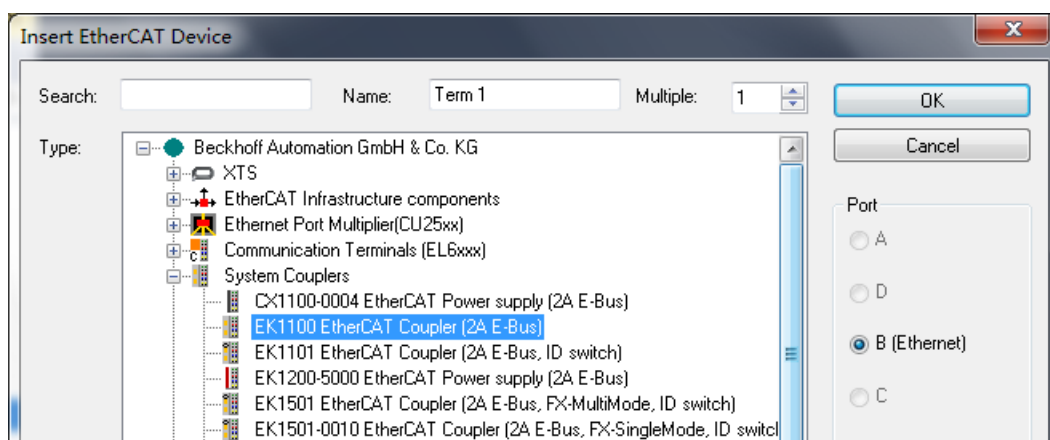 Insert EtherCAT Device
Search: Name: Term 1 Multiple: 1 OK
Type: Beckhoff Automation GmbH & Co. KG Cancel
XTS
EtherCAT Infrastructure components Port
Ethernet Port Multiplier(CU25xx) A
Communication Terminals (EL6xxx)
System Couplers
CX1100-0004 EtherCAT Power supply (2A E-Bus) D
EK1100 EtherCAT Coupler (2A E-Bus)
EK1101 EtherCAT Coupler (2A E-Bus, ID switch) B (Ethernet)
EK1200-5000 EtherCAT Power supply (2A E-Bus)
EK1501 EtherCAT Coupler (2A E-Bus, FX-MultiMode, ID switch) C
EK1501-0010 EtherCAT Coupler (2A E-Bus, FX-SingleMode, ID switcl